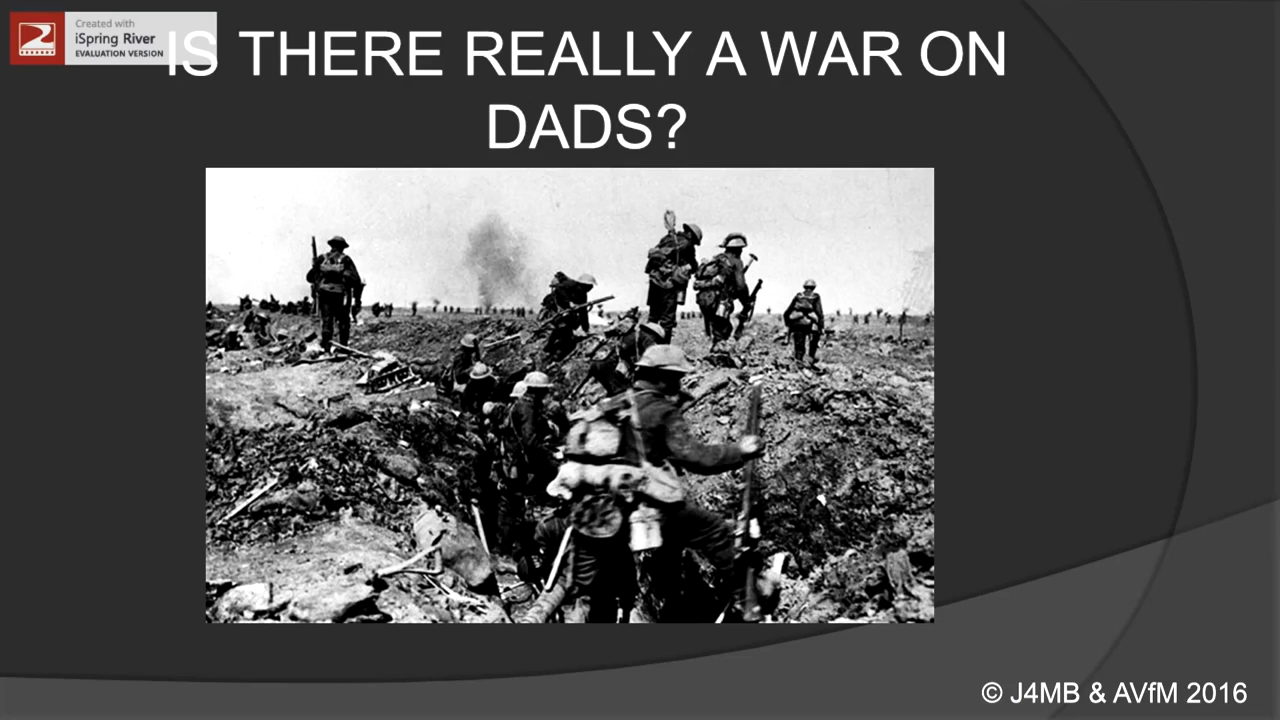 Created with
iSpring River
EVALUATION VERSION
IS THERE REALLY A WAR ON
DADS?
© J4MB & AVfM 2016